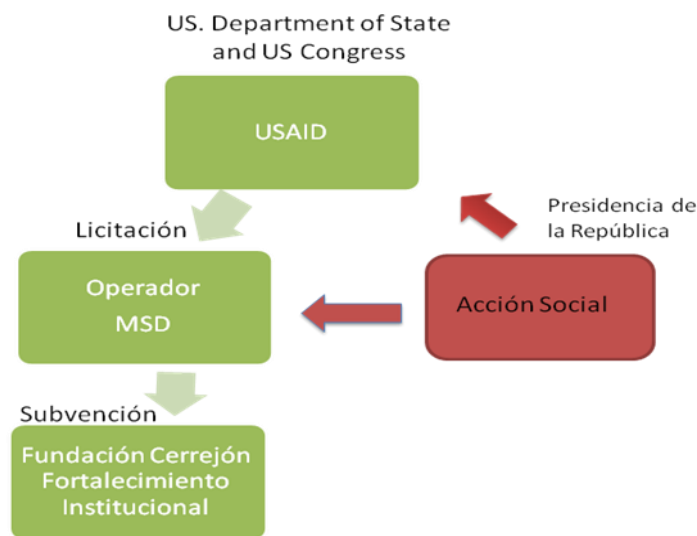 US. Department of State
and US Congress
USAID
Presidencia de
la República
Licitación
Operador
MSD
Acción Social
Subvención
Fundación Cerrejón
Fortalecimiento
Institucional